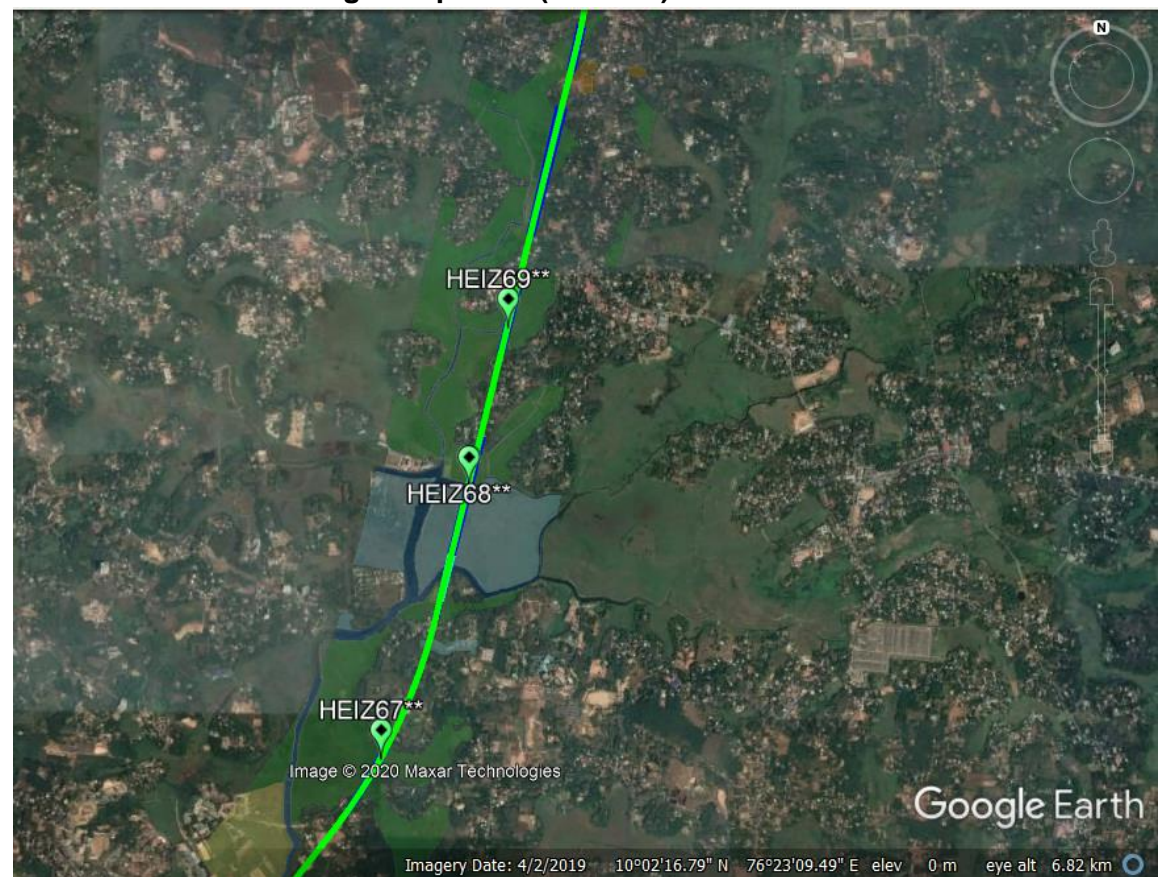 N
HEIZ69**
HEIZ68**
HEIZ67**
Image © 2020 Maxar Technologies
Google Earth
Imagery Date: 4/2/2019 10°02'16.79" N 76°23'09.49" E elev 0 m eye alt 6.82 km